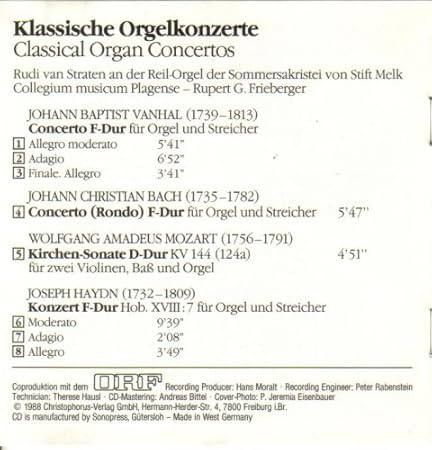 Klassische Orgelkonzerte
Classical Organ Concertos
Rudi van Straten an der Reil-Orgel der Sommersakristei von Stift Melk
Collegium musicum Plagense – Rupert G. Frieberger
JOHANN BAPTIST VANHAL (1739–1813)
Concerto F-Dur für Orgel und Streicher
1 Allegro moderato 5'41"
2 Adagio 6'52"
3 Finale. Allegro 3'41"
JOHANN CHRISTIAN BACH (1735–1782)
4 Concerto (Rondo) F-Dur für Orgel und Streicher 5'47"
WOLFGANG AMADEUS MOZART (1756–1791)
5 Kirchen-Sonate D-Dur KV 144 (124a) 4'51"
für zwei Violinen, Baß und Orgel
JOSEPH HAYDN (1732–1809)
Konzert F-Dur Hob. XVIII: 7 für Orgel und Streicher
6 Moderato 9'39"
7 Adagio 2'08"
8 Allegro 3'49"
Coproduktion mit dem ORF Recording Producer: Hans Moralt · Recording Engineer: Peter Rabenstein
Technician: Therese Hausl · CD-Mastering: Andreas Bittel · Cover-Photo: P. Jeremia Eisenbauer
© 1988 Christophorus-Verlag GmbH, Hermann-Herder-Str. 4, 7800 Freiburg i.Br.
CD is manufactured by Sonopress, Gütersloh – Made in West Germany